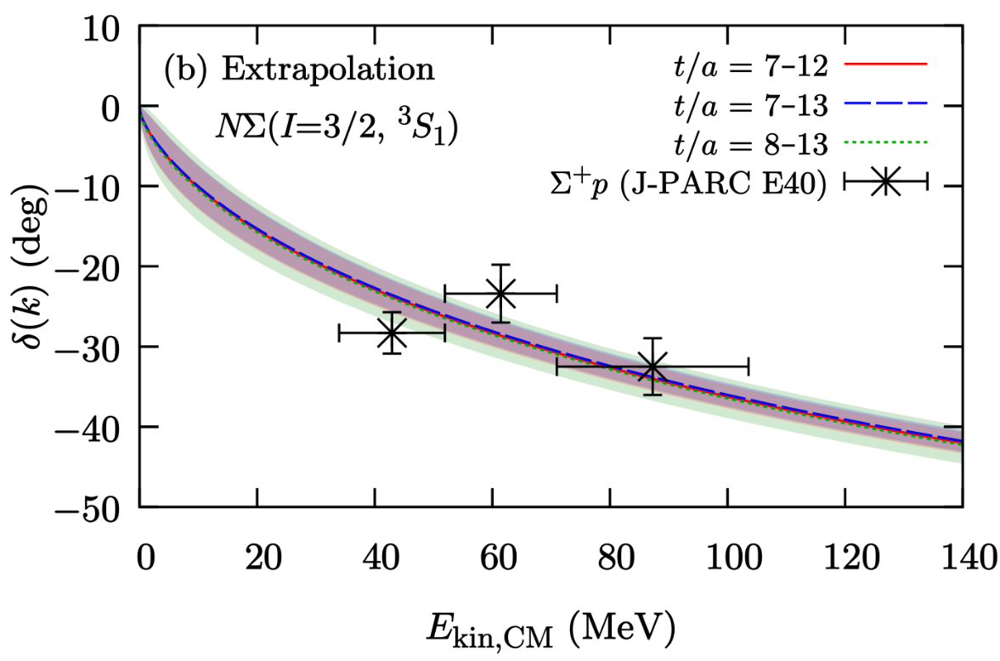 10
0
−10
−20
−30
−40
−50
δ(k) (deg)
(b) Extrapolation
NΣ(I=3/2, ³S₁)
t/a = 7–12
t/a = 7–13
t/a = 8–13
Σ⁺p (J-PARC E40)
0 20 40 60 80 100 120 140
E_kin,CM (MeV)